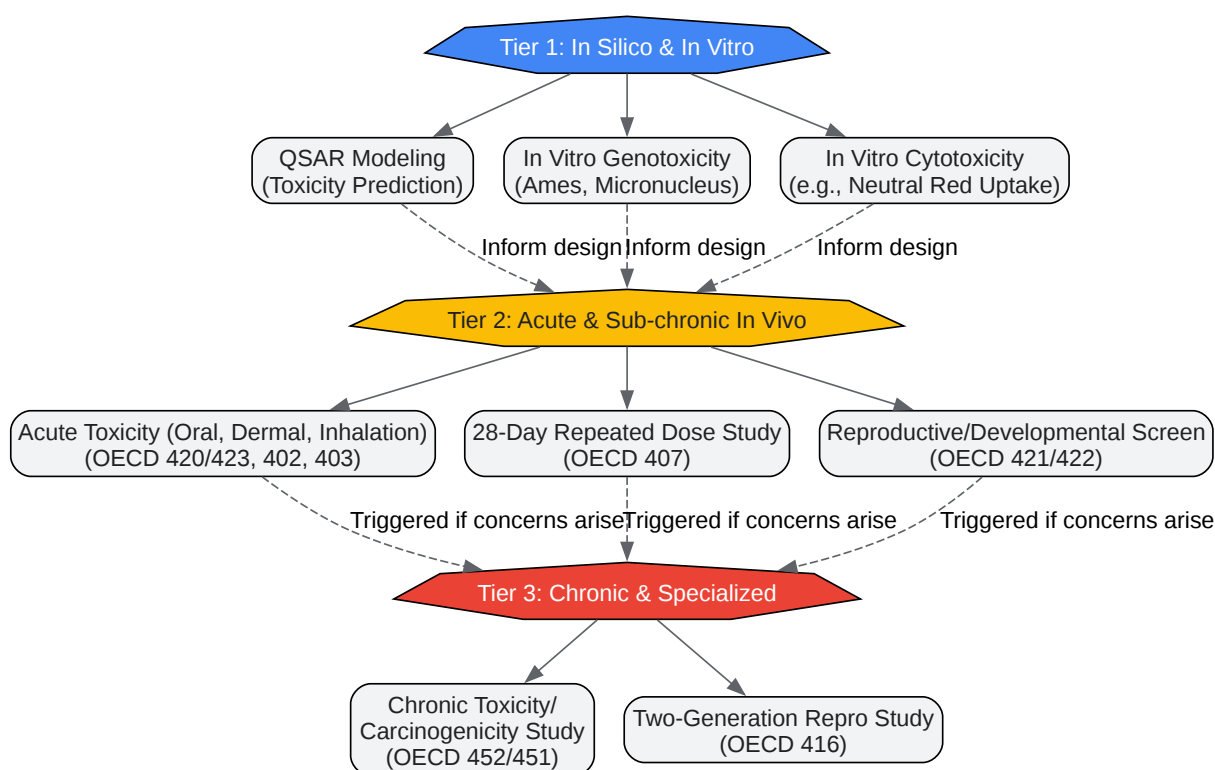 Tier 1: In Silico & In Vitro
QSAR Modeling
(Toxicity Prediction)
In Vitro Genotoxicity
(Ames, Micronucleus)
In Vitro Cytotoxicity
(e.g., Neutral Red Uptake)
Inform design
Inform design
Inform design
Tier 2: Acute & Sub-chronic In Vivo
Acute Toxicity (Oral, Dermal, Inhalation)
(OECD 420/423, 402, 403)
28-Day Repeated Dose Study
(OECD 407)
Reproductive/Developmental Screen
(OECD 421/422)
Triggered if concerns arise
Triggered if concerns arise
Triggered if concerns arise
Tier 3: Chronic & Specialized
Chronic Toxicity/
Carcinogenicity Study
(OECD 452/451)
Two-Generation Repro Study
(OECD 416)